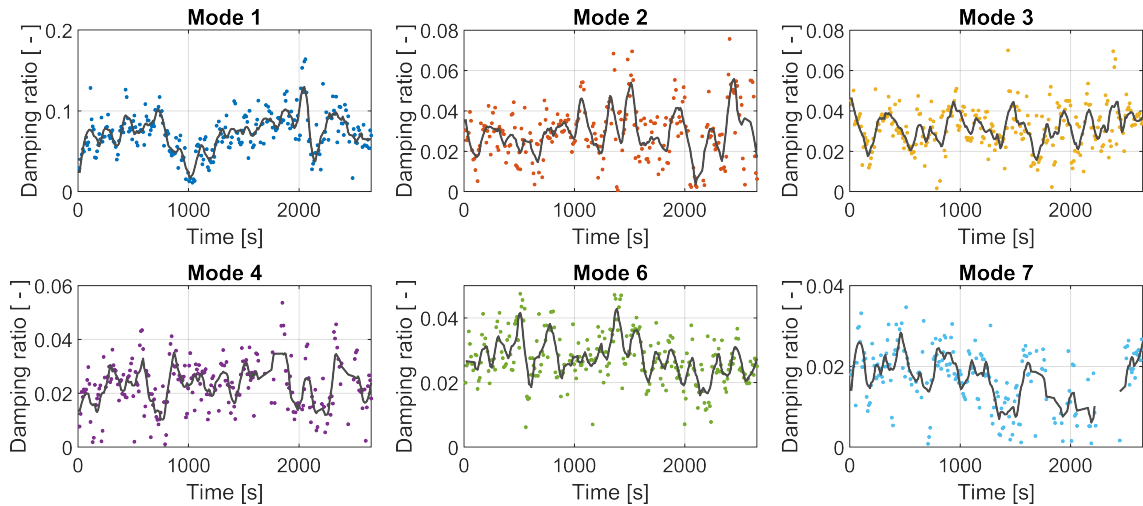 Mode 1
Damping ratio [ - ]
0.2
0.1
0
0
1000
2000
Time [s]
Mode 2
Damping ratio [ - ]
0.08
0.06
0.04
0.02
0
0
1000
2000
Time [s]
Mode 3
Damping ratio [ - ]
0.08
0.06
0.04
0.02
0
0
1000
2000
Time [s]
Mode 4
Damping ratio [ - ]
0.06
0.04
0.02
0
0
1000
2000
Time [s]
Mode 6
Damping ratio [ - ]
0.04
0.02
0
0
1000
2000
Time [s]
Mode 7
Damping ratio [ - ]
0.04
0.02
0
0
1000
2000
Time [s]